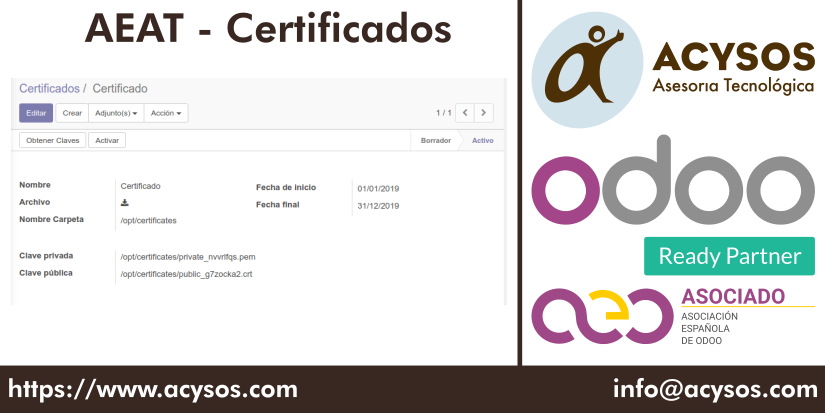 AEAT - Certificados
Certificados / Certificado
Editar Crear Adjunto(s) Acción 1 / 1
Obtener Claves Activar Borrador Activo
Nombre Certificado Fecha de inicio 01/01/2019
Archivo Fecha final 31/12/2019
Nombre Carpeta /opt/certificates
Clave privada /opt/certificates/private_nvvrlfqs.pem
Clave pública /opt/certificates/public_g7zocka2.crt
ACYSOS
Asesoria Tecnológica
odoo
Ready Partner
aeo
ASOCIADO
ASOCIACIÓN
ESPAÑOLA
DE ODOO
https://www.acysos.com
info@acysos.com